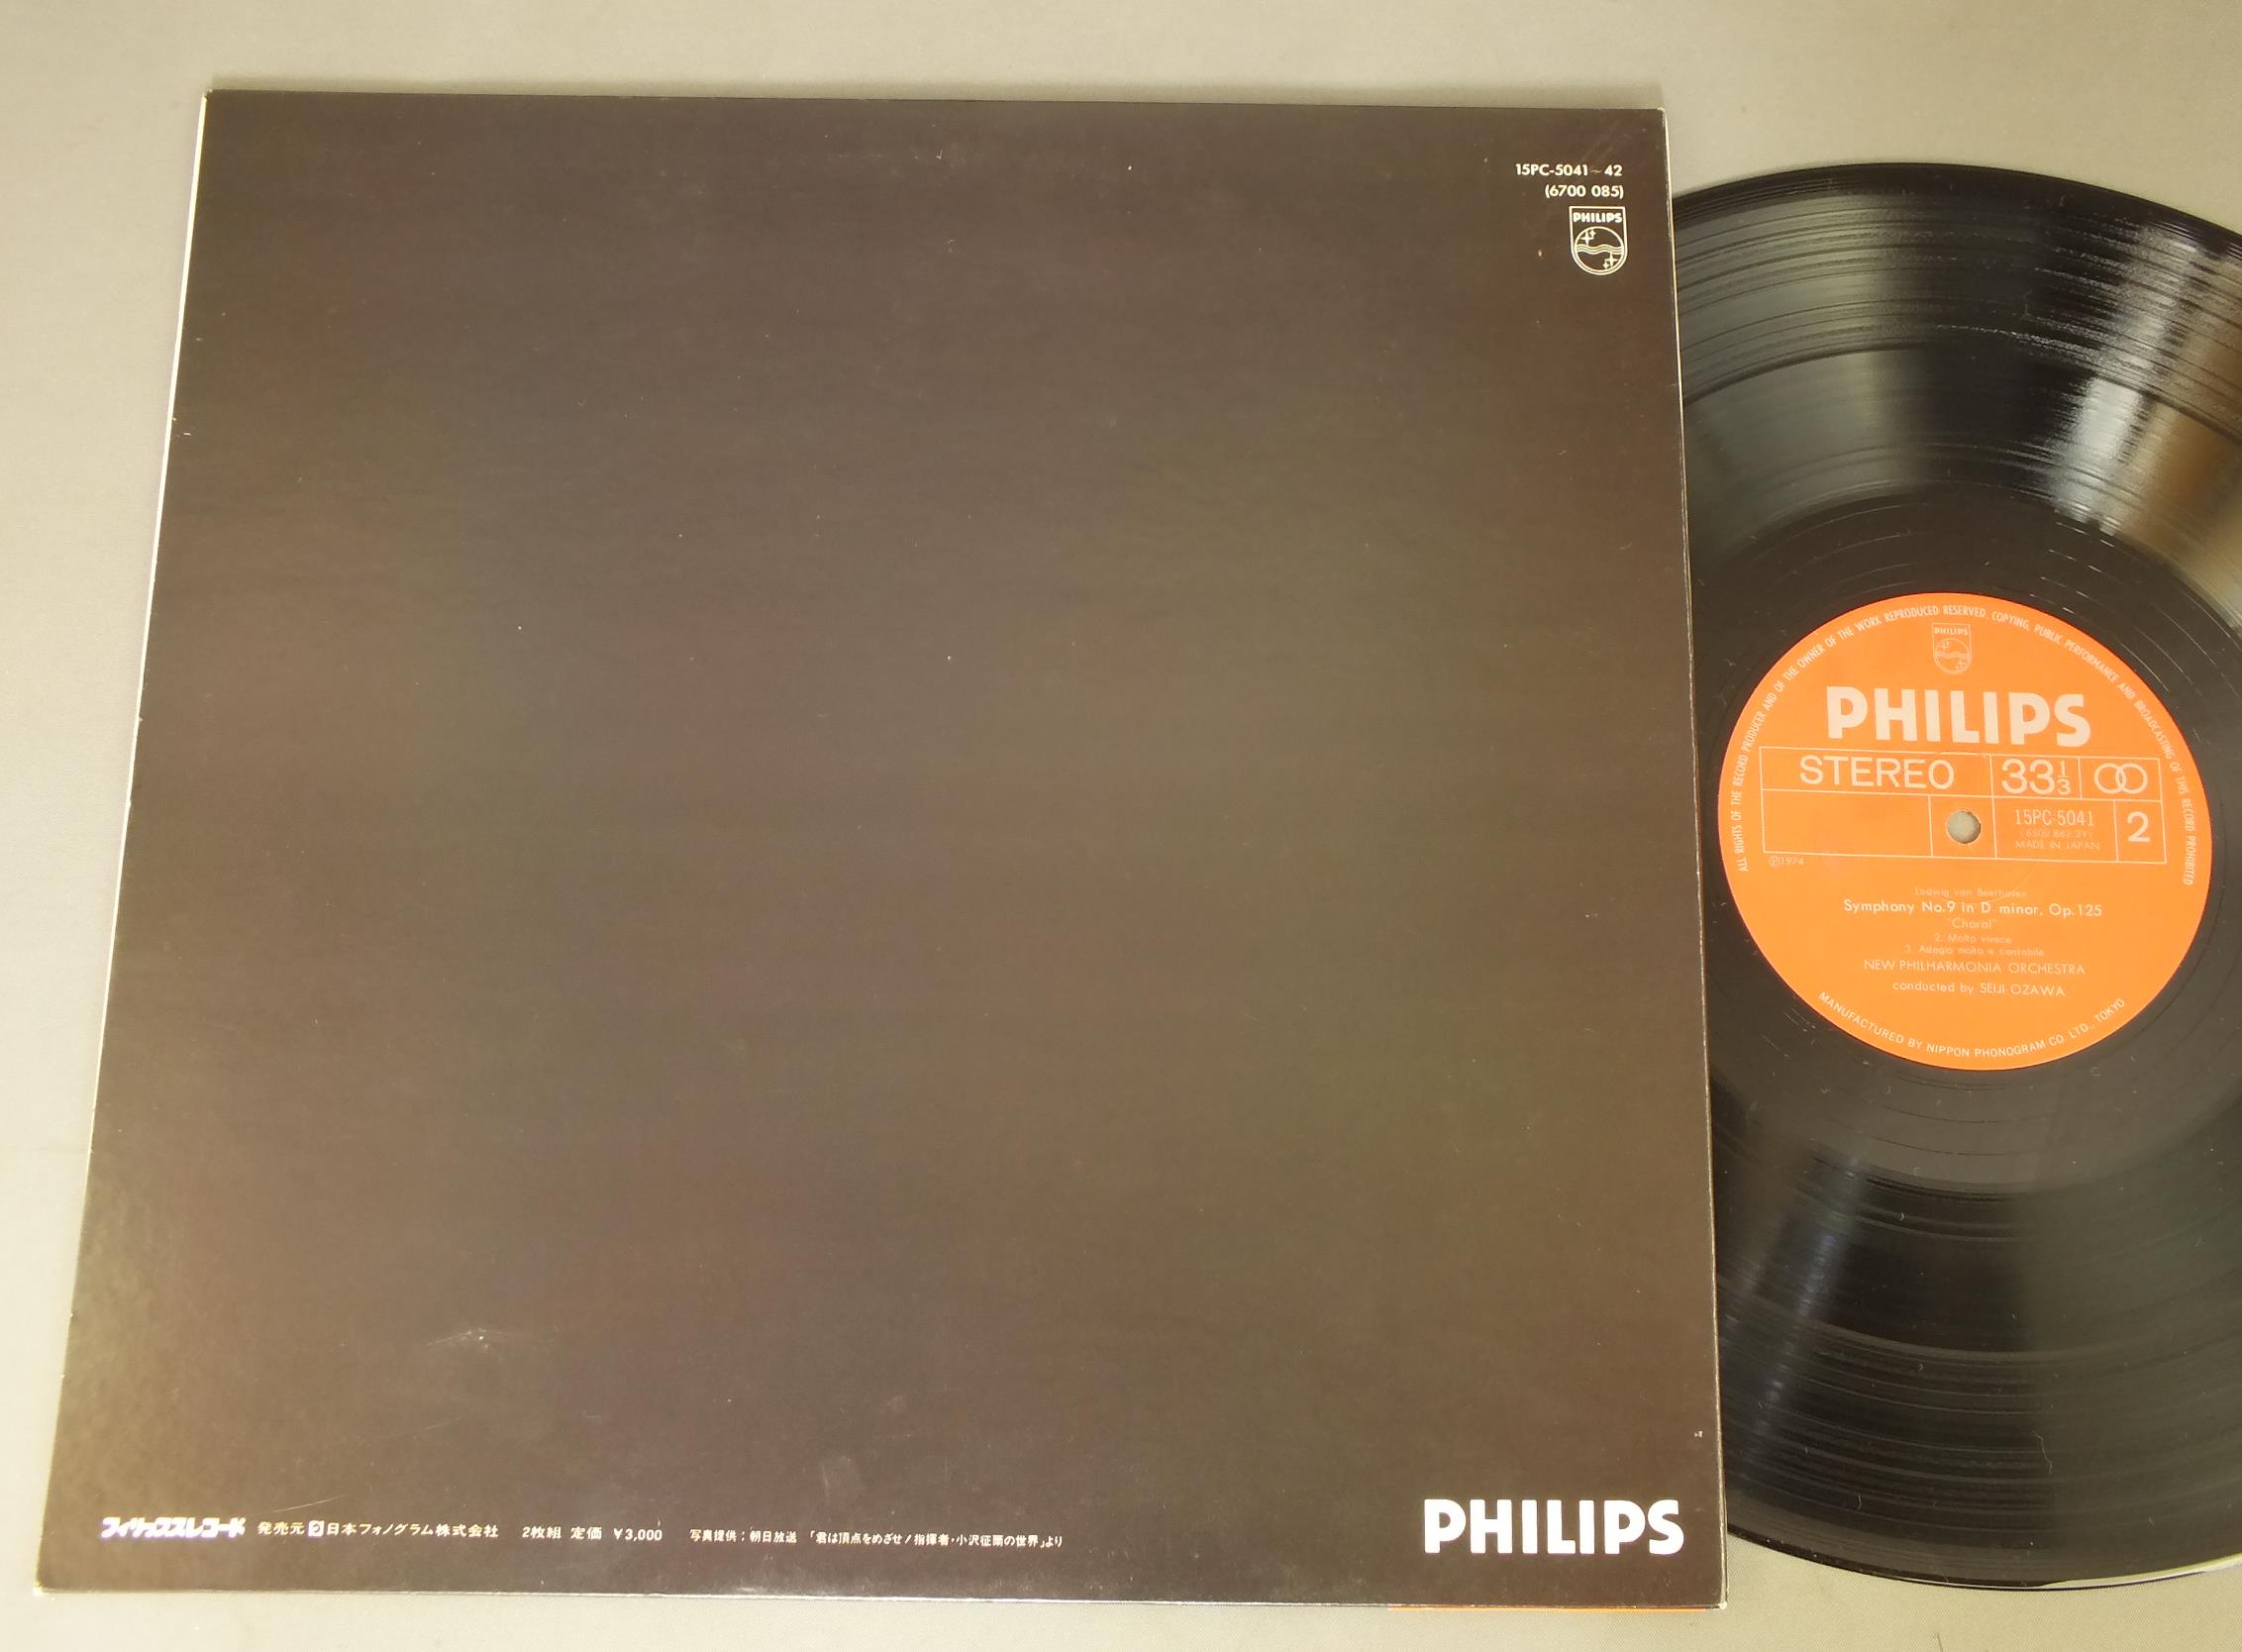 15PC-5041~42
(6700 085)
PHILIPS
フィリップスレコード 発売元 日本フォノグラム株式会社 2枚組 定価 ¥3,000 写真提供：朝日放送 「君は頂点をめざせ！指揮者・小沢征爾の世界」より
PHILIPS
ALL RIGHTS OF THE RECORD PRODUCER AND OF THE OWNER OF THE WORK REPRODUCED RESERVED. COPYING, PUBLIC PERFORMANCE AND BROADCASTING OF THIS RECORD PROHIBITED
PHILIPS
PHILIPS
STEREO 33 1/3
15PC-5041 2
MADE IN JAPAN
Ⓟ1974
Ludwig van Beethoven
Symphony No.9 in D minor, Op.125
"Choral"
2. Molto vivace
3. Adagio molto e cantabile
NEW PHILHARMONIA ORCHESTRA
conducted by SEIJI OZAWA
MANUFACTURED BY NIPPON PHONOGRAM CO. LTD., TOKYO